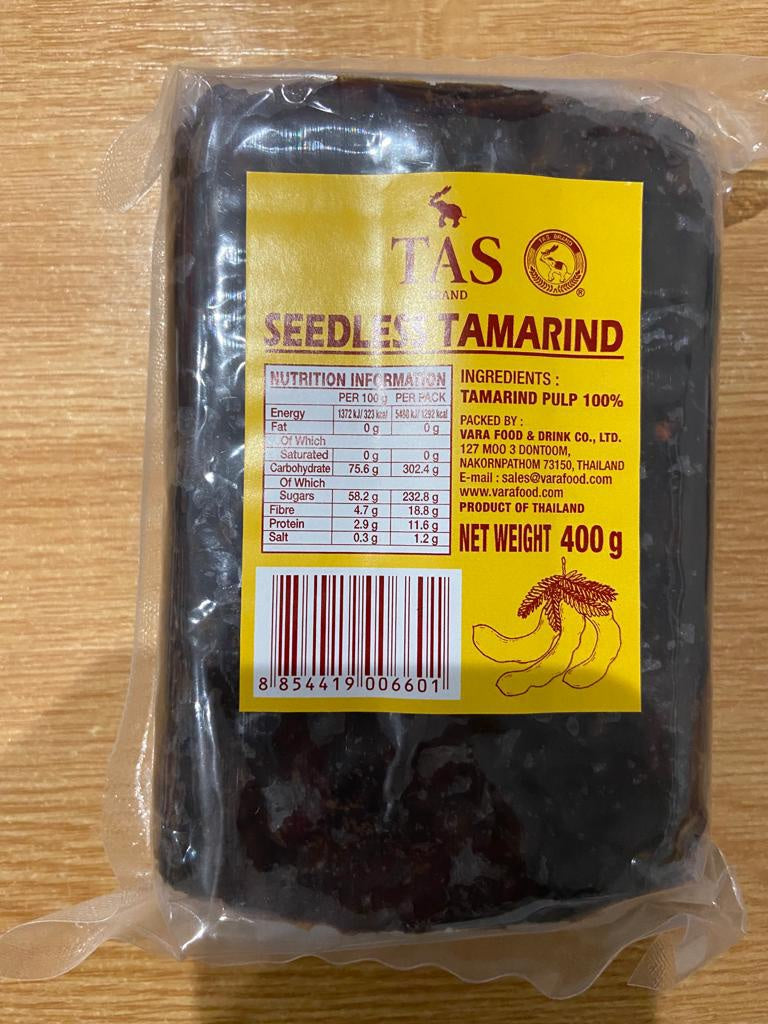 TAS
BRAND
TAS BRAND
®
SEEDLESS TAMARIND
NUTRITION INFORMATION
PER 100 g PER PACK
Energy 1372 kJ/ 323 kcal 5480 kJ/ 1292 kcal
Fat 0 g 0 g
Of Which
Saturated 0 g 0 g
Carbohydrate 75.6 g 302.4 g
Of Which
Sugars 58.2 g 232.8 g
Fibre 4.7 g 18.8 g
Protein 2.9 g 11.6 g
Salt 0.3 g 1.2 g
INGREDIENTS :
TAMARIND PULP 100%
PACKED BY :
VARA FOOD & DRINK CO., LTD.
127 MOO 3 DONTOOM,
NAKORNPATHOM 73150, THAILAND
E-mail : sales@varafood.com
www.varafood.com
PRODUCT OF THAILAND
NET WEIGHT 400 g
8 854419 006601